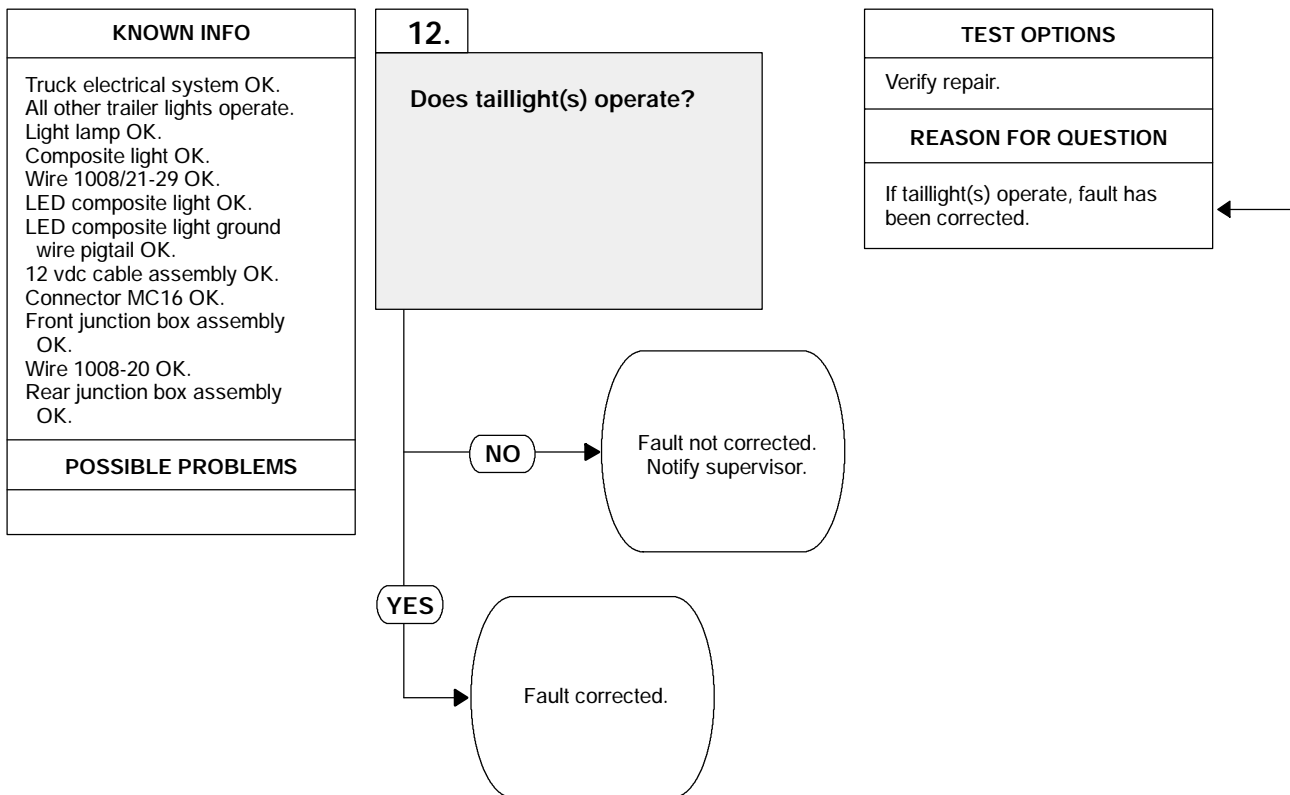 KNOWN INFO
Truck electrical system OK.
All other trailer lights operate.
Light lamp OK.
Composite light OK.
Wire 1008/21-29 OK.
LED composite light OK.
LED composite light ground
wire pigtail OK.
12 vdc cable assembly OK.
Connector MC16 OK.
Front junction box assembly
OK.
Wire 1008-20 OK.
Rear junction box assembly
OK.
POSSIBLE PROBLEMS
12.
Does taillight(s) operate?
TEST OPTIONS
Verify repair.
REASON FOR QUESTION
If taillight(s) operate, fault has
been corrected.
NO
Fault not corrected.
Notify supervisor.
YES
Fault corrected.